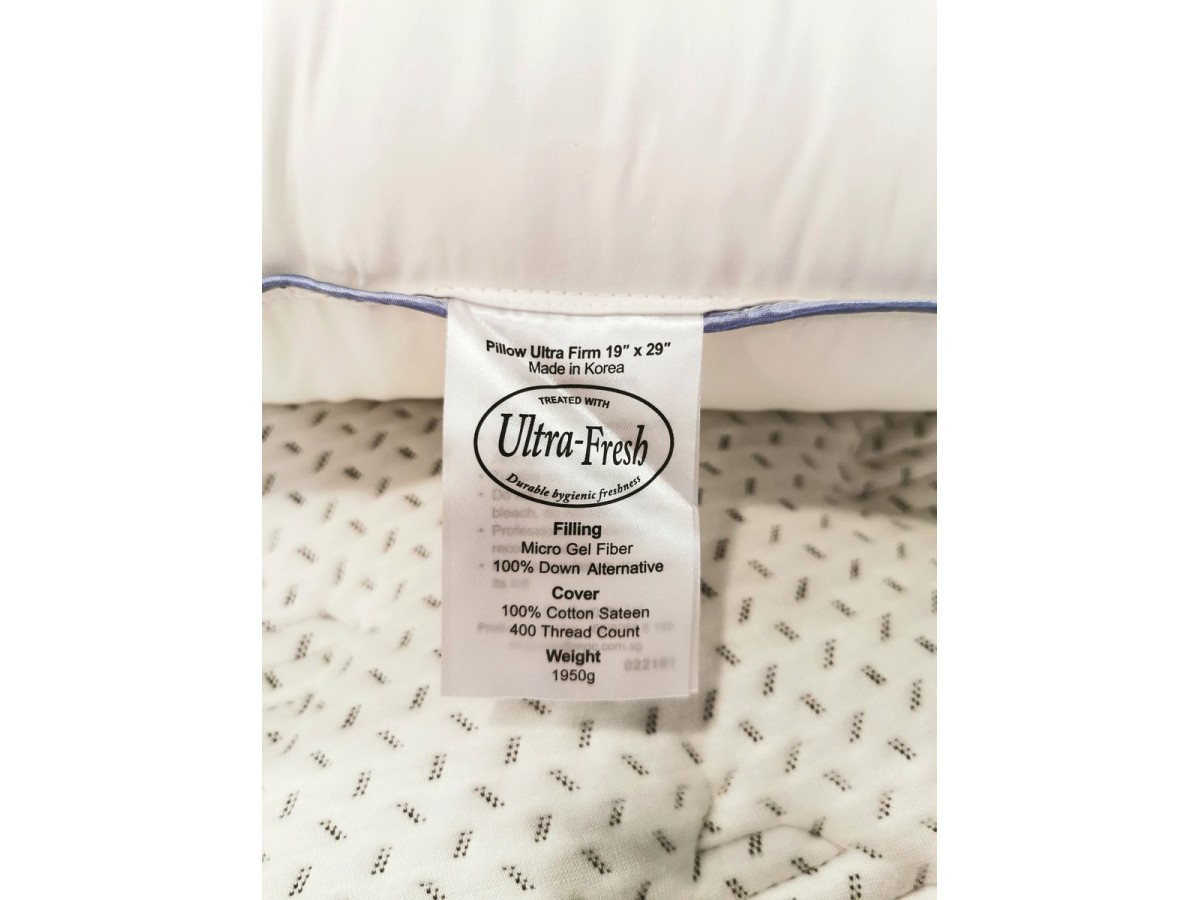 Pillow Ultra Firm 19" x 29"
Made in Korea
TREATED WITH
Ultra-Fresh
Durable hygienic freshness
Filling
Micro Gel Fiber
100% Down Alternative
Cover
100% Cotton Sateen
400 Thread Count
Weight
1950g